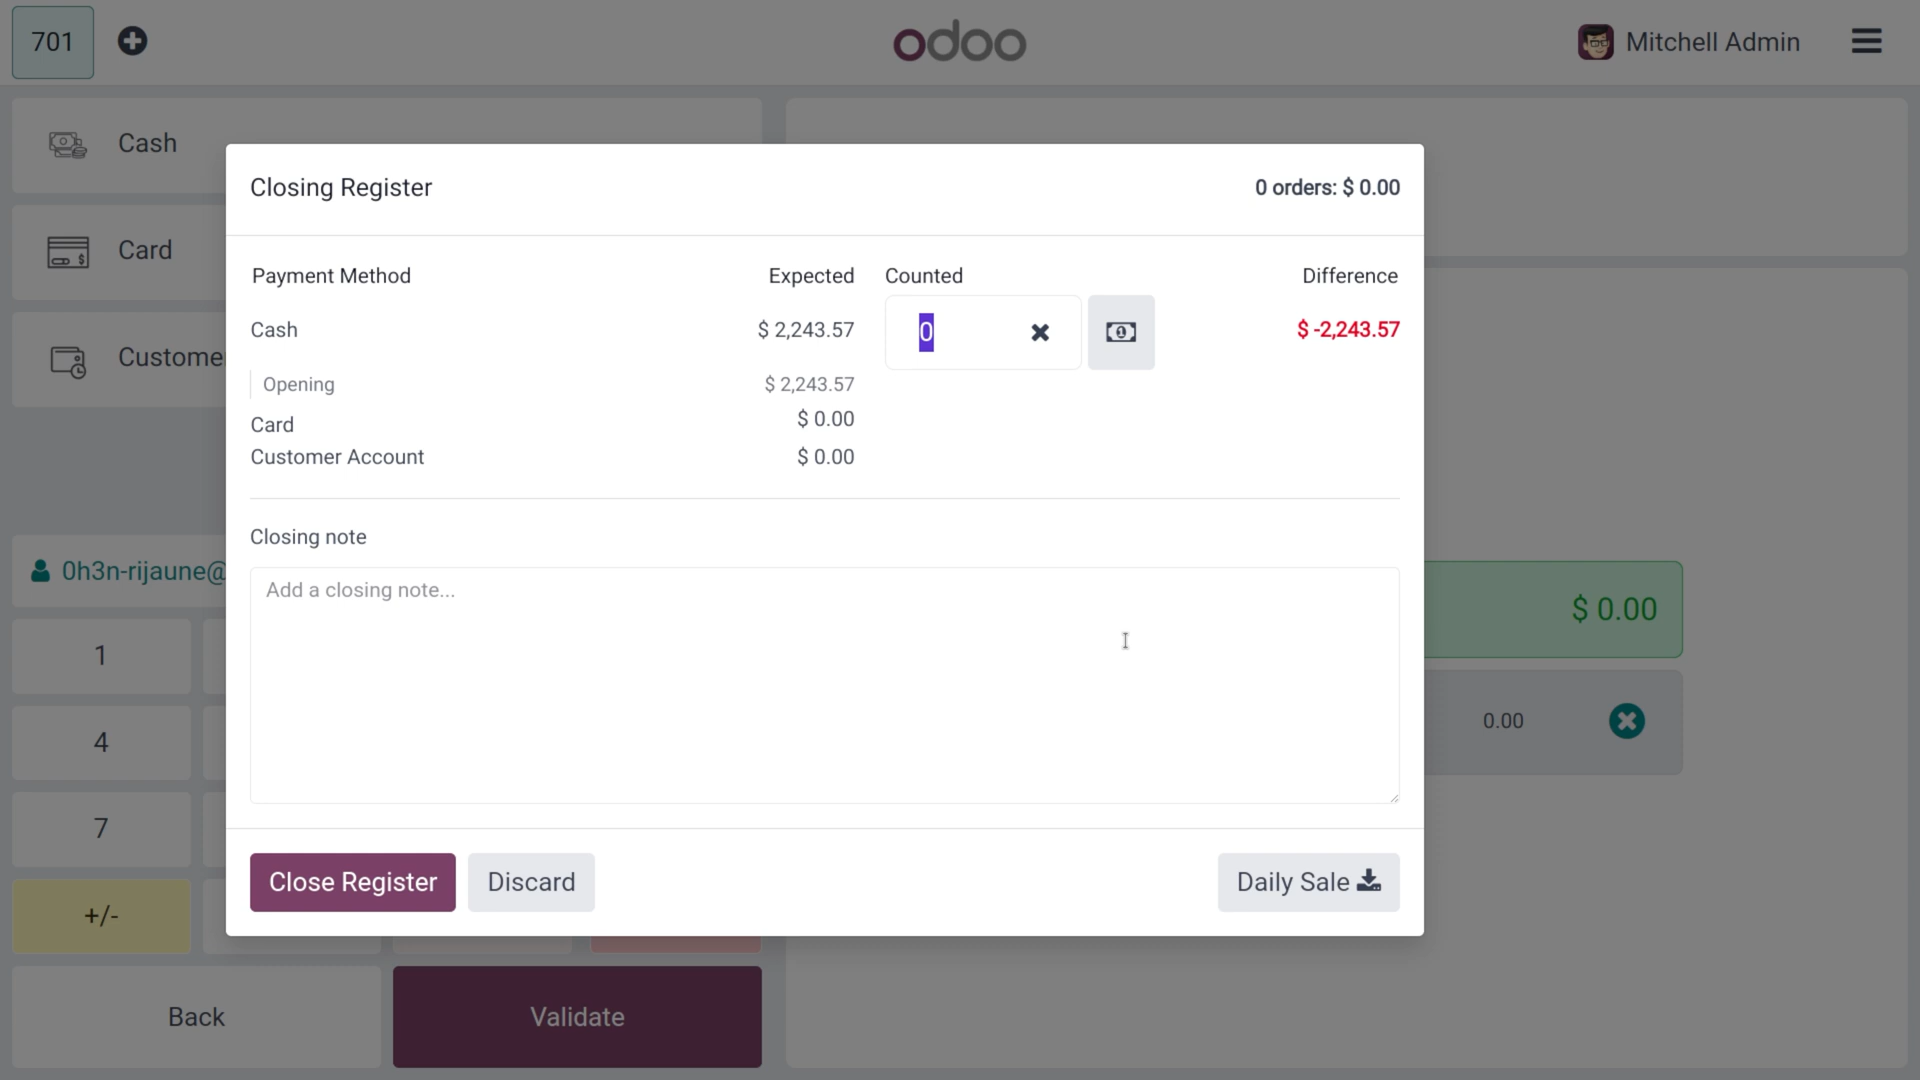 701
odoo
Mitchell Admin
Cash
Card
Custome
0h3n-rijaune@
1
4
7
+/-
Back
Validate
$ 0.00
0.00
Closing Register
0 orders: $ 0.00
Payment Method Expected Counted Difference
Cash $ 2,243.57 0 $ -2,243.57
Opening $ 2,243.57
Card $ 0.00
Customer Account $ 0.00
Closing note
Add a closing note...
Close Register Discard Daily Sale